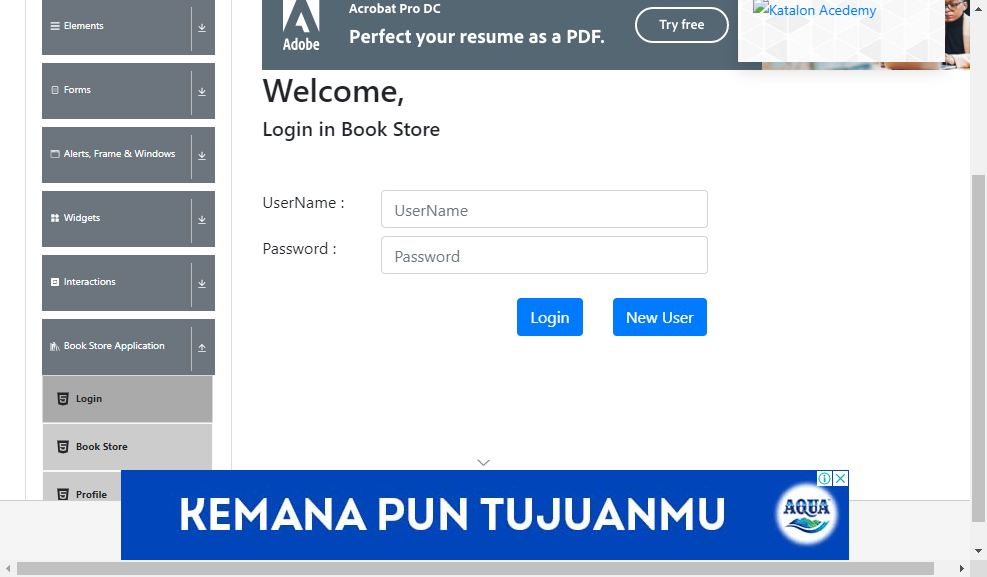 Elements
Forms
Alerts, Frame & Windows
Widgets
Interactions
Book Store Application
Login
Book Store
Profile
Adobe
Acrobat Pro DC
Perfect your resume as a PDF.
Try free
Katalon Acedemy
Welcome,
Login in Book Store
UserName :
UserName
Password :
Password
Login
New User
KEMANA PUN TUJUANMU
AQUA